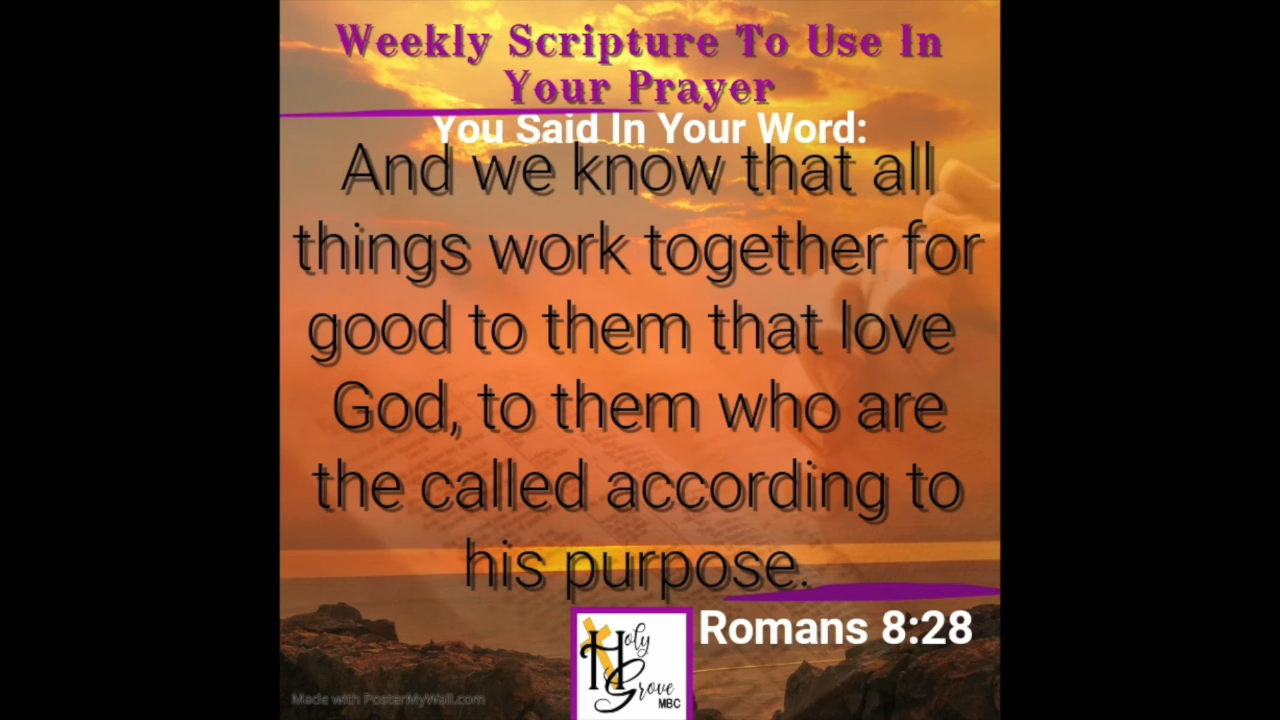 Weekly Scripture To Use In
Your Prayer
You Said In Your Word:
And we know that all
things work together for
good to them that love
God, to them who are
the called according to
his purpose.
Romans 8:28
Holy
Grove
MBC
Made with PosterMyWall.com